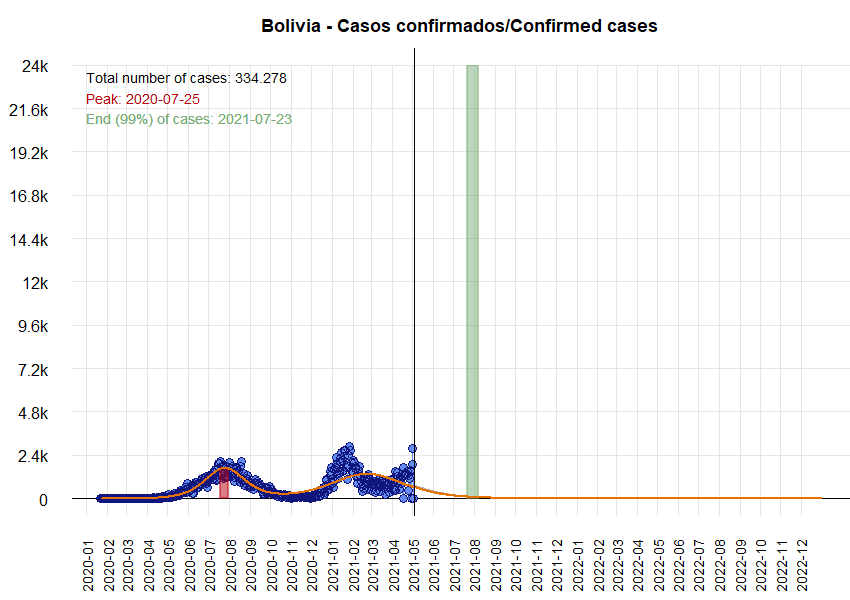 Bolivia - Casos confirmados/Confirmed cases
24k
21.6k
19.2k
16.8k
14.4k
12k
9.6k
7.2k
4.8k
2.4k
0
Total number of cases: 334.278
Peak: 2020-07-25
End (99%) of cases: 2021-07-23
2020-01
2020-02
2020-03
2020-04
2020-05
2020-06
2020-07
2020-08
2020-09
2020-10
2020-11
2020-12
2021-01
2021-02
2021-03
2021-04
2021-05
2021-06
2021-07
2021-08
2021-09
2021-10
2021-11
2021-12
2022-01
2022-02
2022-03
2022-04
2022-05
2022-06
2022-07
2022-08
2022-09
2022-10
2022-11
2022-12